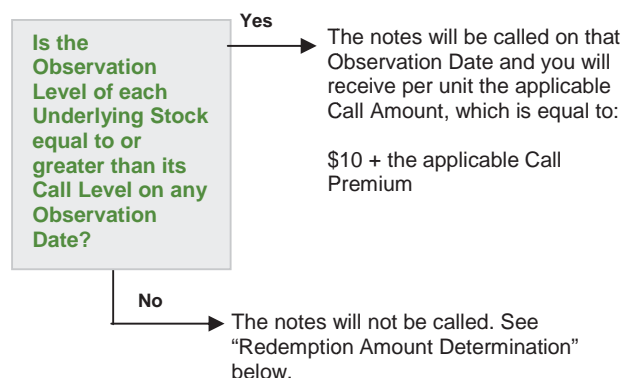 Is the
Observation
Level of each
Underlying Stock
equal to or
greater than its
Call Level on any
Observation
Date?
Yes
The notes will be called on that
Observation Date and you will
receive per unit the applicable
Call Amount, which is equal to:
$10 + the applicable Call
Premium
No
The notes will not be called. See
“Redemption Amount Determination”
below.